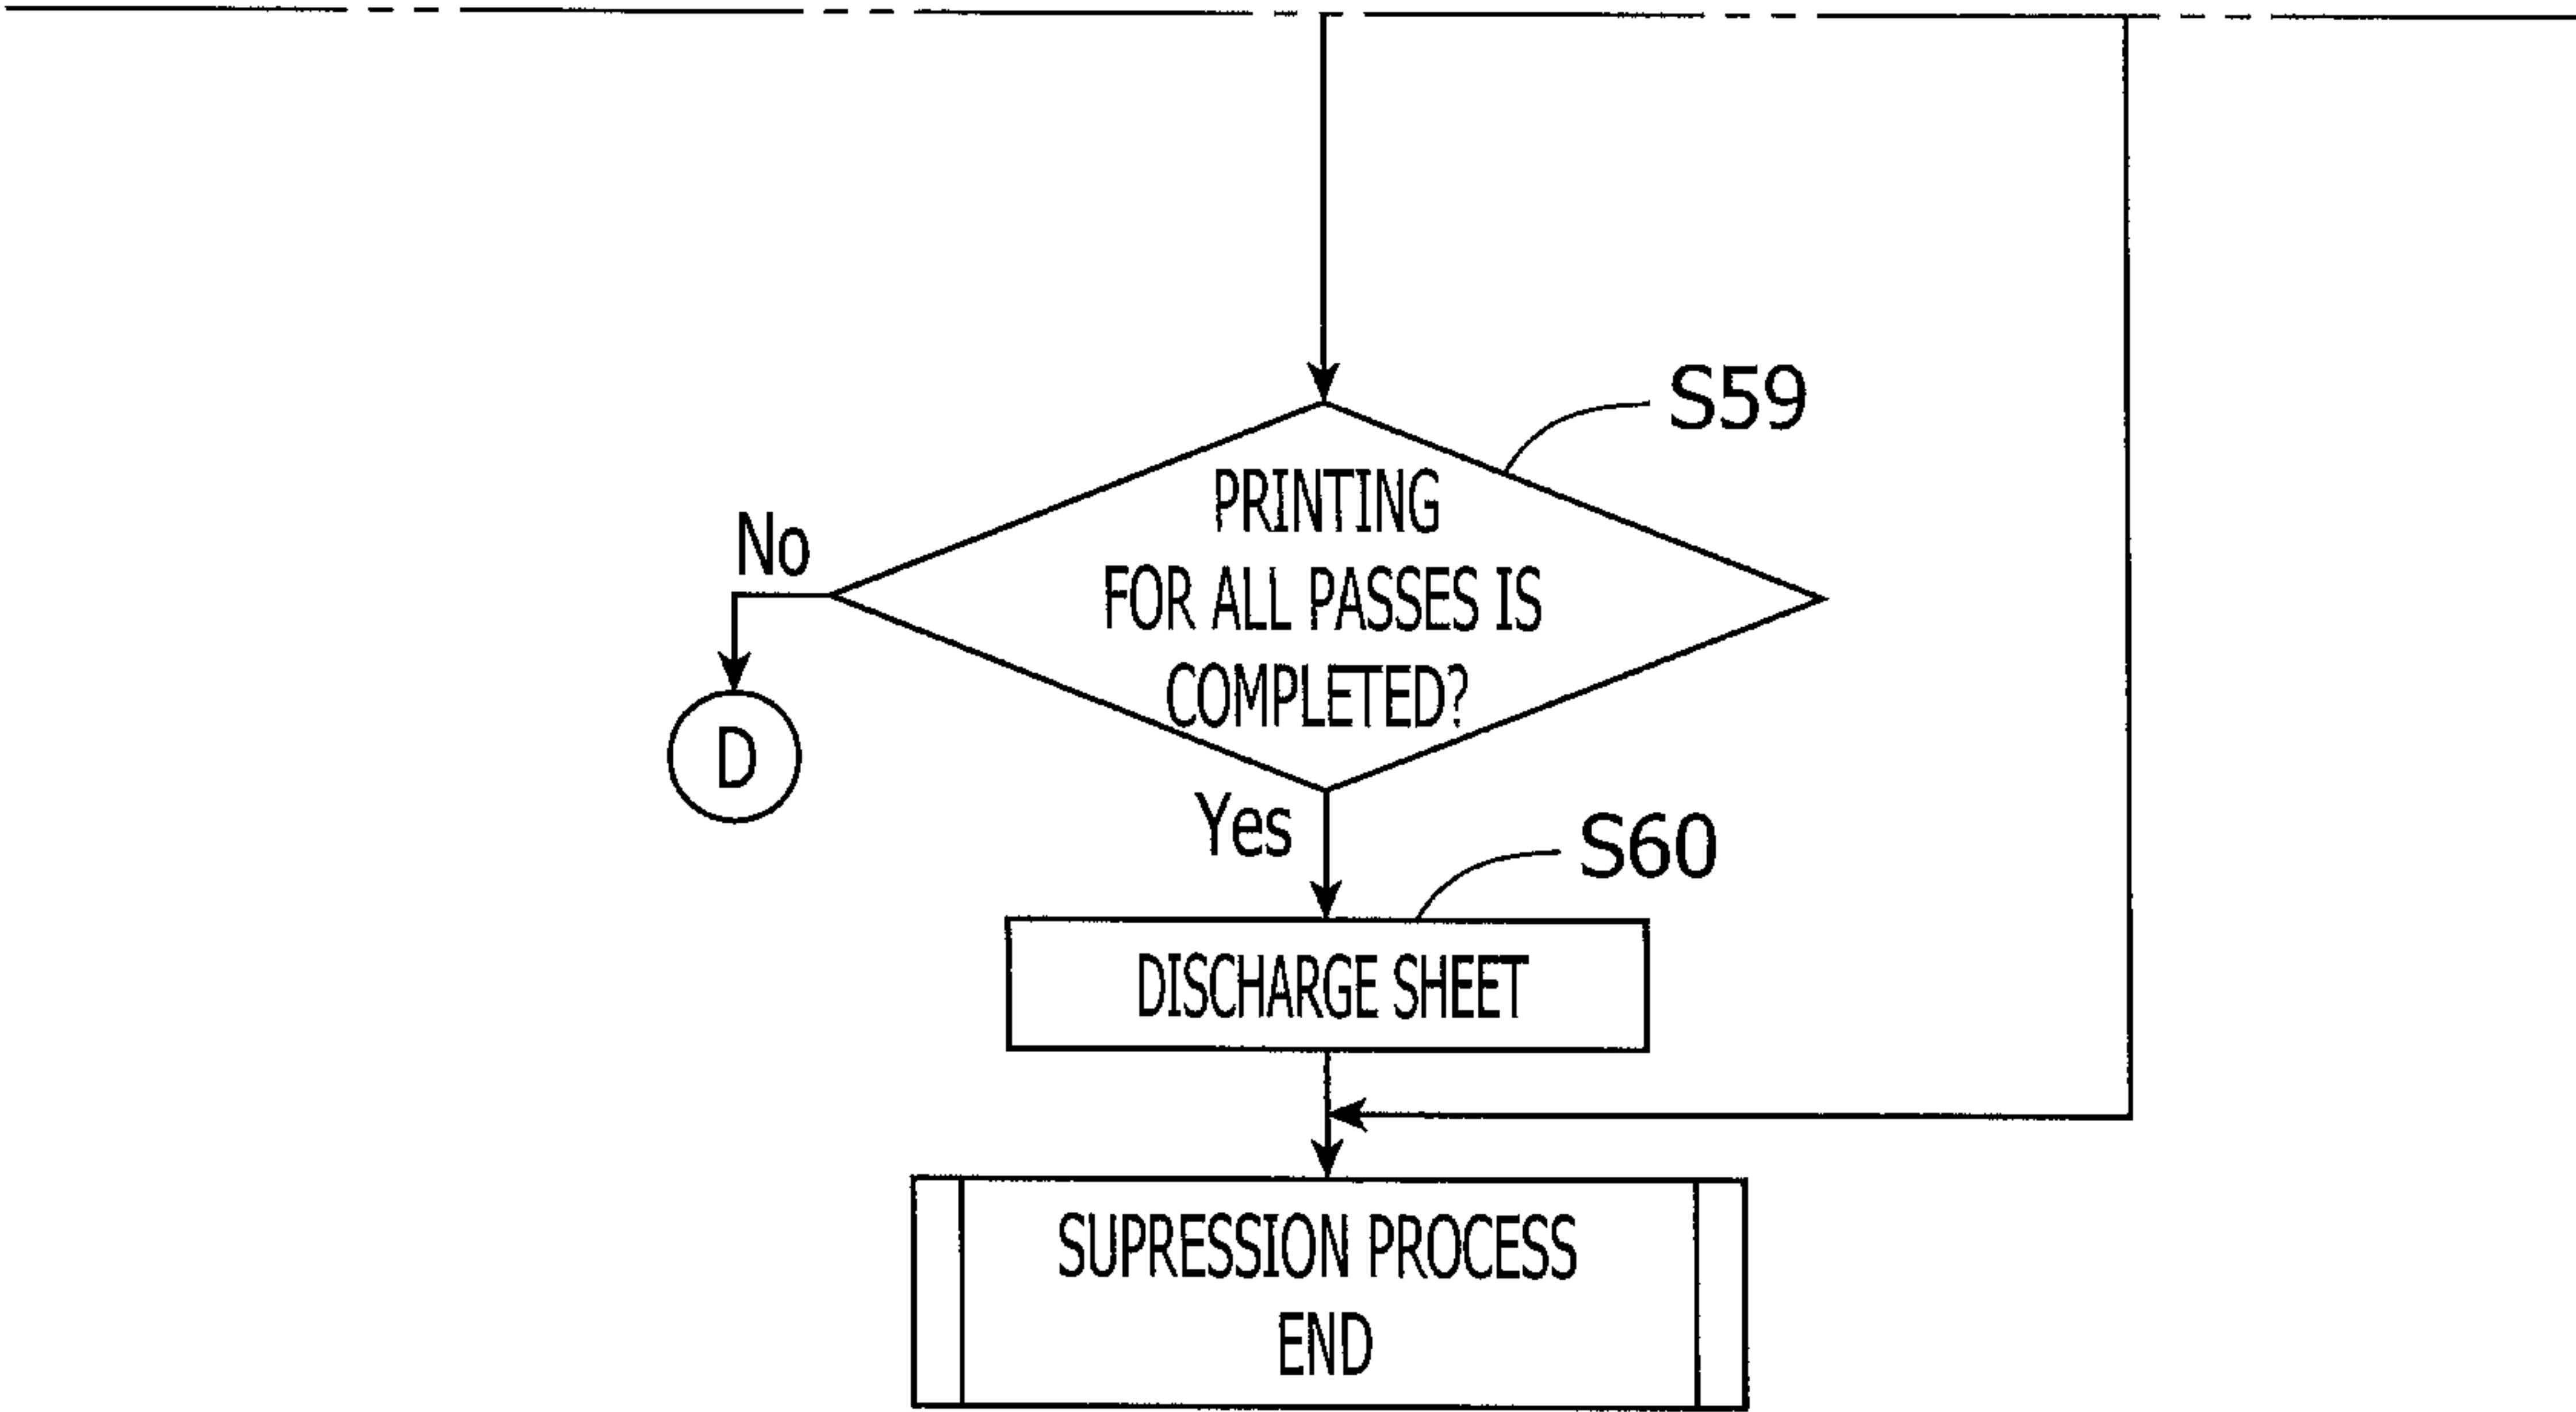 S59
PRINTING
FOR ALL PASSES IS
COMPLETED?
No
D
Yes
S60
DISCHARGE SHEET
SUPRESSION PROCESS
END